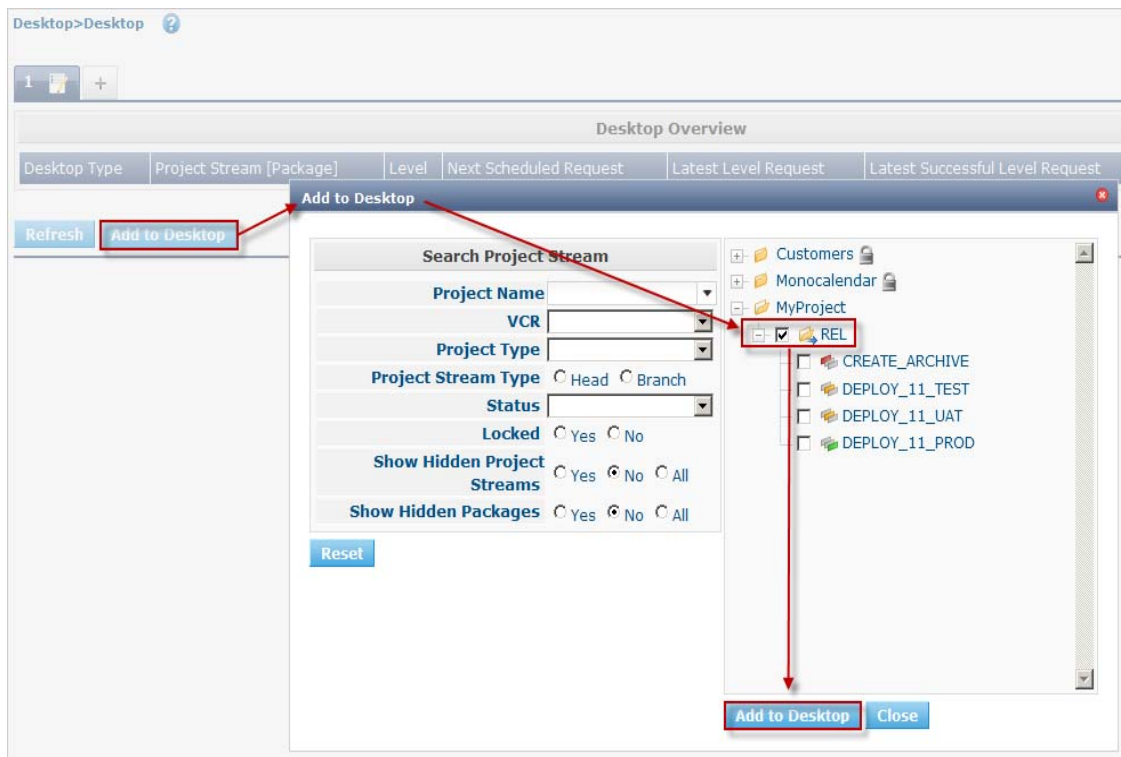 Desktop>Desktop ?
1 +
Desktop Overview
Desktop Type Project Stream [Package] Level Next Scheduled Request Latest Level Request Latest Successful Level Request
Refresh Add to Desktop
Add to Desktop
Search Project Stream
Project Name
VCR
Project Type
Project Stream Type Head Branch
Status
Locked Yes No
Show Hidden Project
Streams Yes No All
Show Hidden Packages Yes No All
Reset
Customers
Monocalendar
MyProject
REL
CREATE_ARCHIVE
DEPLOY_11_TEST
DEPLOY_11_UAT
DEPLOY_11_PROD
Add to Desktop Close